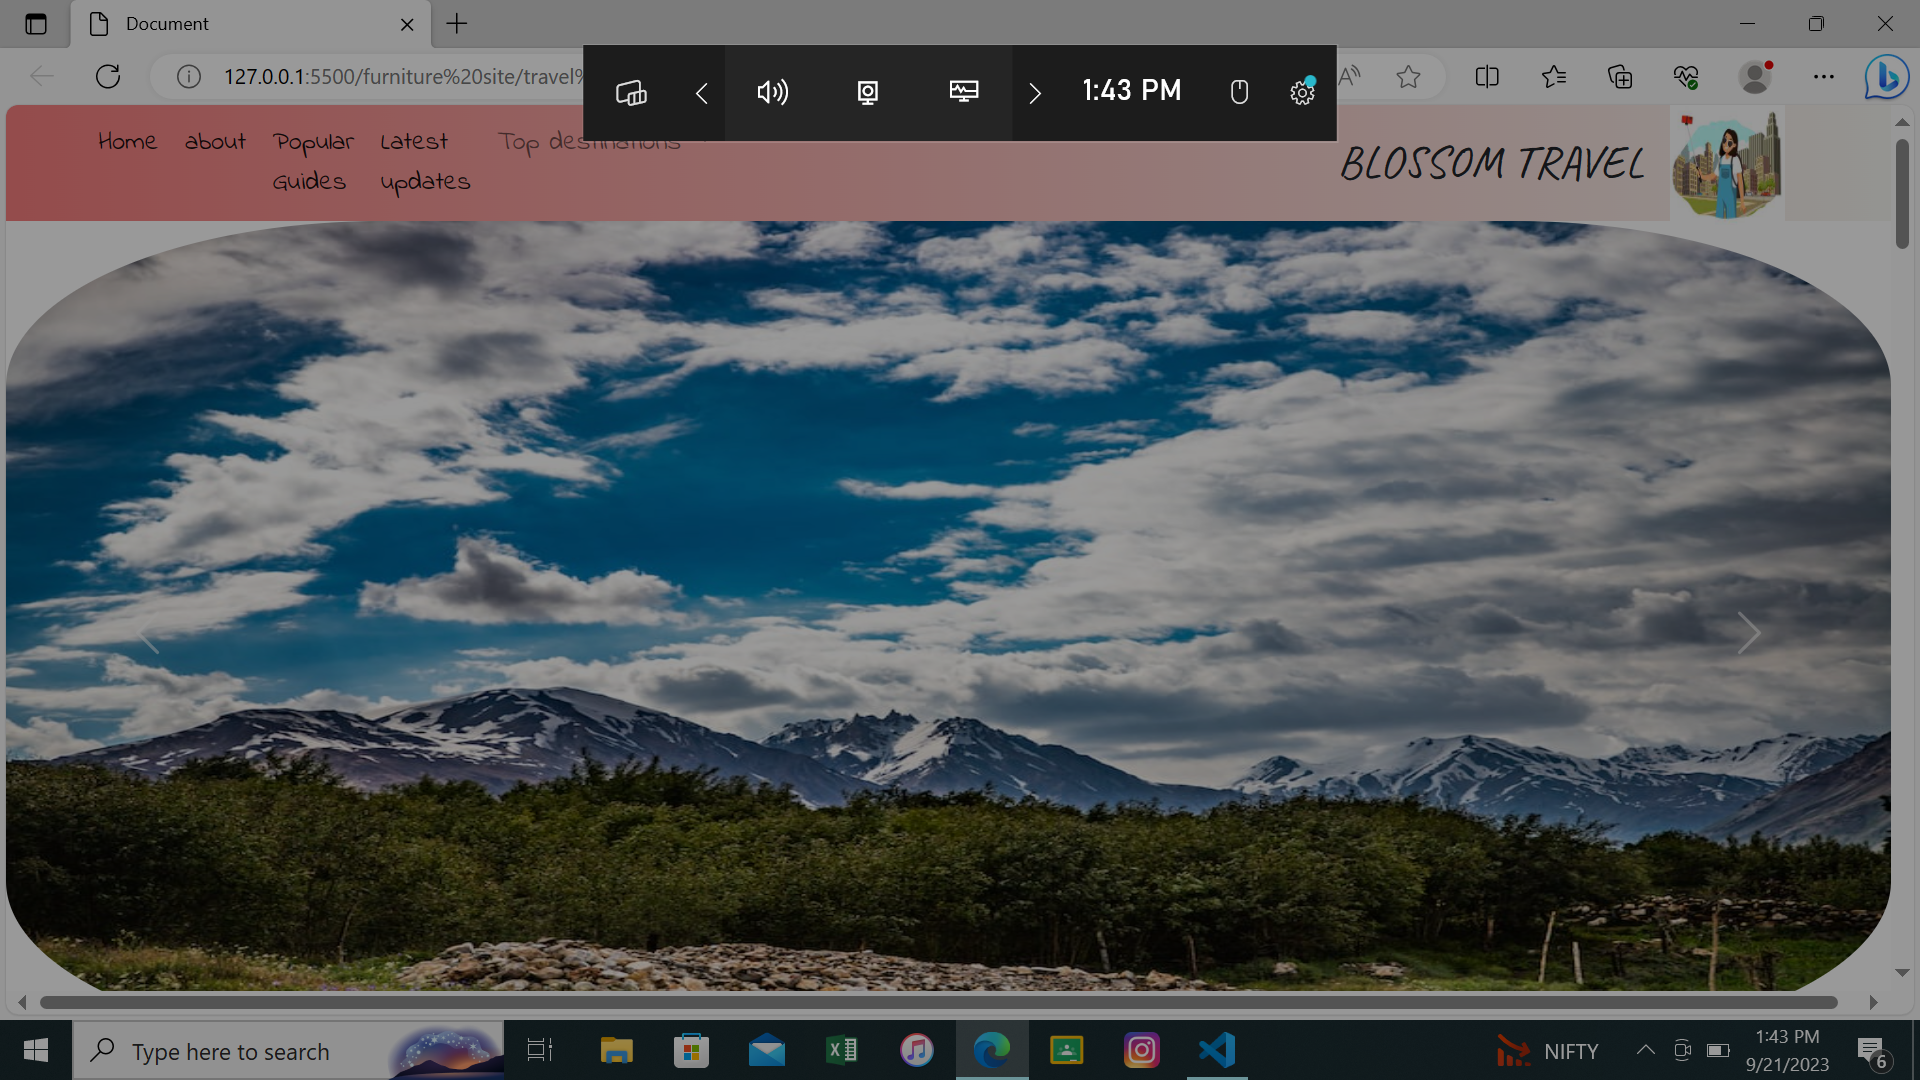 Document
127.0.0.1:5500/furniture%20site/travel%
1:43 PM
Home about Popular Guides Latest updates Top destinations
BLOSSOM TRAVEL
Type here to search
NIFTY
1:43 PM
9/21/2023
6